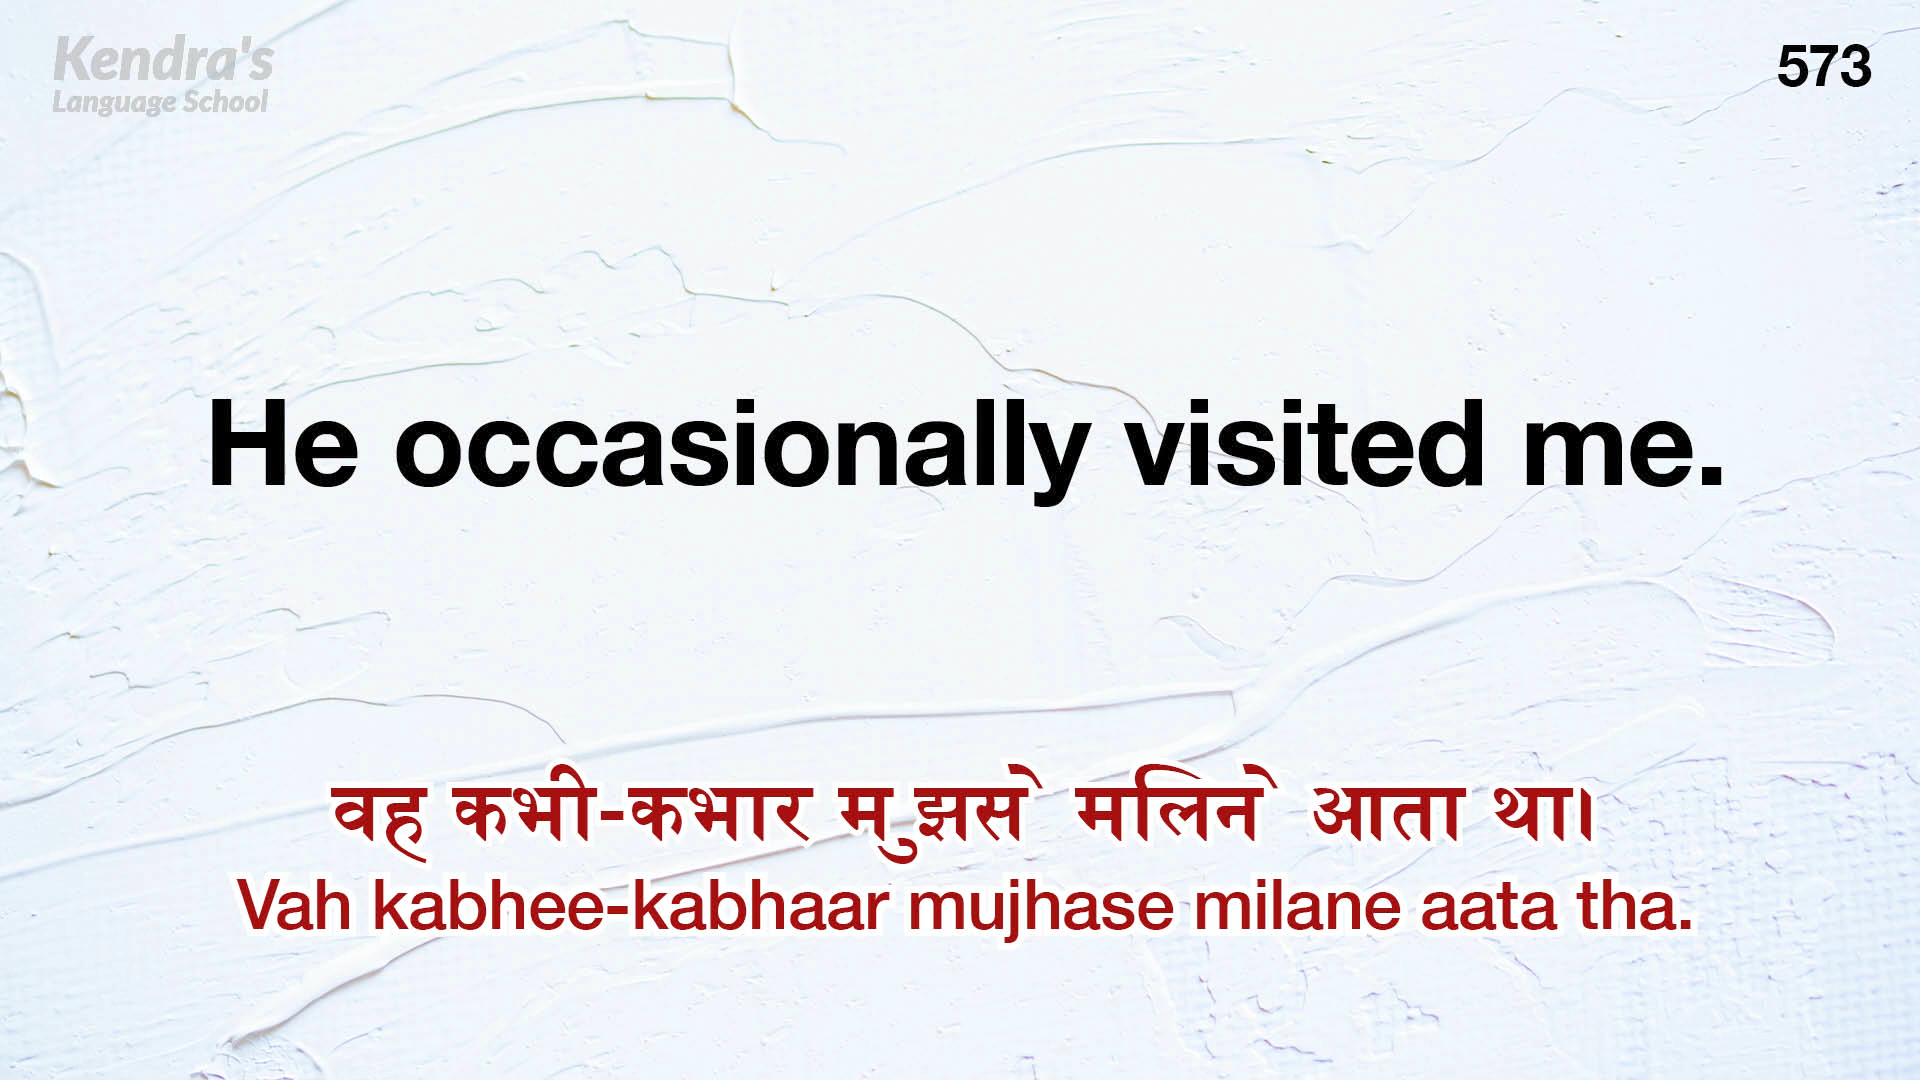 Kendra's
Language School
573
He occasionally visited me.
वह कभी-कभार मुझसे मलिने आता था।
Vah kabhee-kabhaar mujhase milane aata tha.